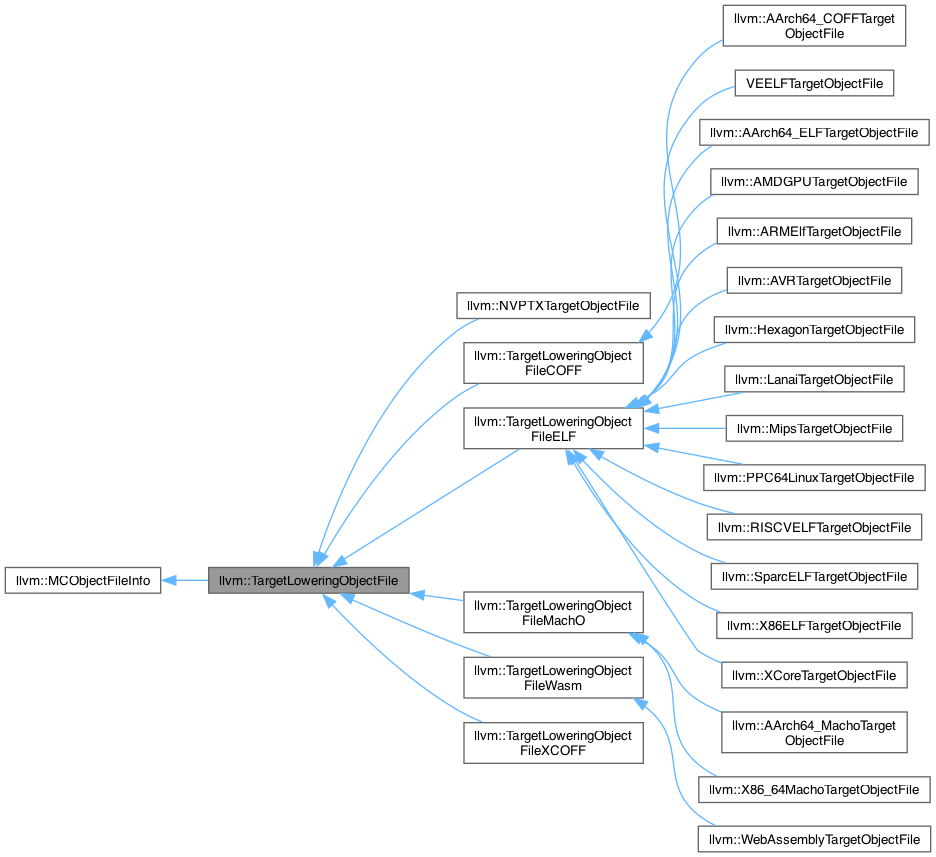 llvm::MCObjectFileInfo
llvm::TargetLoweringObjectFile
llvm::NVPTXTargetObjectFile
llvm::TargetLoweringObject
FileCOFF
llvm::TargetLoweringObject
FileELF
llvm::TargetLoweringObject
FileMachO
llvm::TargetLoweringObject
FileWasm
llvm::TargetLoweringObject
FileXCOFF
llvm::AArch64_COFFTarget
ObjectFile
VEELFTargetObjectFile
llvm::AArch64_ELFTargetObjectFile
llvm::AMDGPUTargetObjectFile
llvm::ARMElfTargetObjectFile
llvm::AVRTargetObjectFile
llvm::HexagonTargetObjectFile
llvm::LanaiTargetObjectFile
llvm::MipsTargetObjectFile
llvm::PPC64LinuxTargetObjectFile
llvm::RISCVELFTargetObjectFile
llvm::SparcELFTargetObjectFile
llvm::X86ELFTargetObjectFile
llvm::XCoreTargetObjectFile
llvm::AArch64_MachoTarget
ObjectFile
llvm::X86_64MachoTargetObjectFile
llvm::WebAssemblyTargetObjectFile